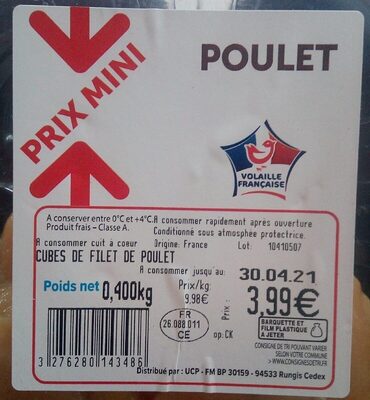 PRIX MINI
POULET
VOLAILLE
FRANÇAISE
A conserver entre 0°C et +4°C.
A consommer rapidement après ouverture
Produit frais – Classe A.
Conditionné sous atmosphère protectrice.
A consommer cuit à coeur
Origine: France
Lot: 10410507
CUBES DE FILET DE POULET
A consommer jusqu'au:
30.04.21
Poids net
0,400kg
Prix/kg:
9.98€
Prix:
3,99€
FR
26.088.011
CE
op:CK
BARQUETTE ET
FILM PLASTIQUE
A JETER
CONSIGNE DE TRI POUVANT VARIER
SELON VOTRE COMMUNE
> WWW.CONSIGNESDETRI.FR
3 276280 143486
Distribué par : UCP - FM BP 30159 - 94533 Rungis Cedex